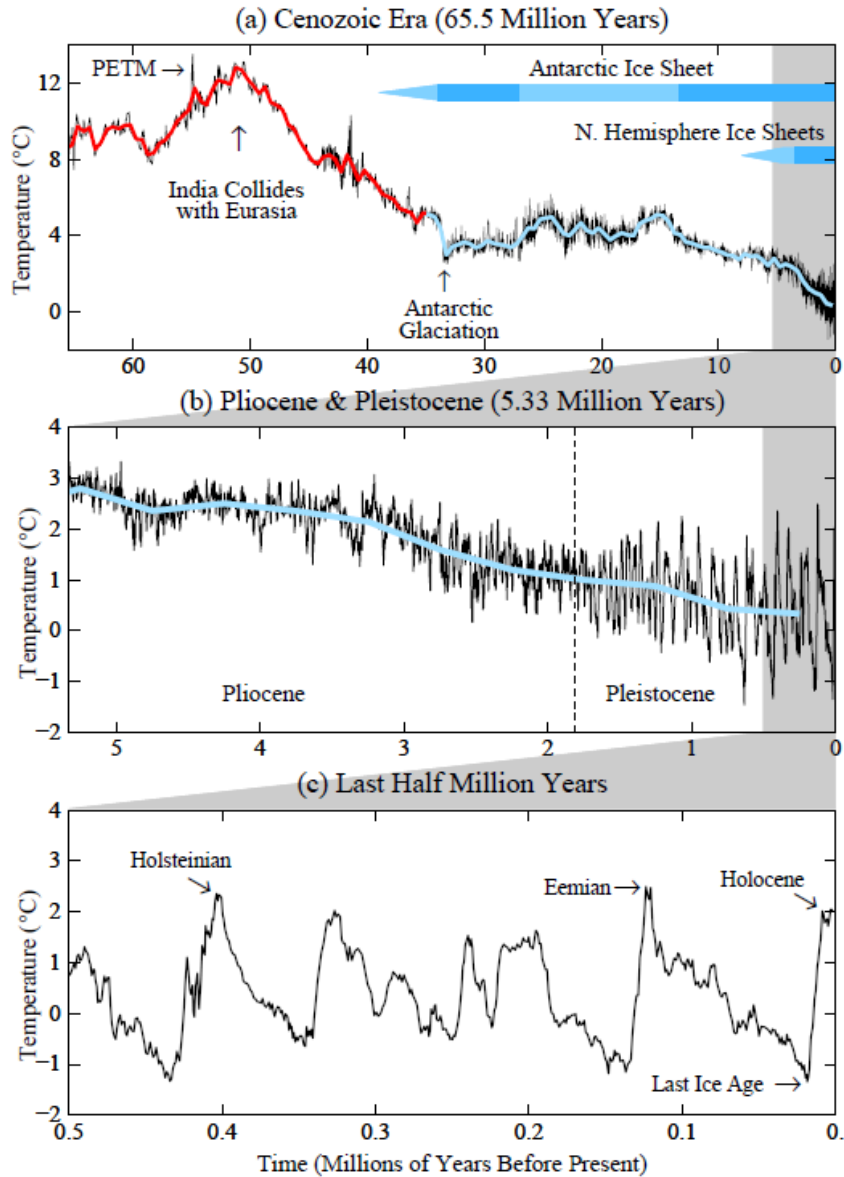 (a) Cenozoic Era (65.5 Million Years)
PETM →
Antarctic Ice Sheet
N. Hemisphere Ice Sheets
India Collides
with Eurasia
Antarctic
Glaciation
Temperature (°C)
12
8
4
0
60 50 40 30 20 10 0
(b) Pliocene & Pleistocene (5.33 Million Years)
Temperature (°C)
4
3
2
1
0
−1
−2
Pliocene
Pleistocene
5 4 3 2 1 0
(c) Last Half Million Years
Holsteinian
Eemian→
Holocene
Last Ice Age →
Temperature (°C)
4
3
2
1
0
−1
−2
0.5 0.4 0.3 0.2 0.1 0.
Time (Millions of Years Before Present)